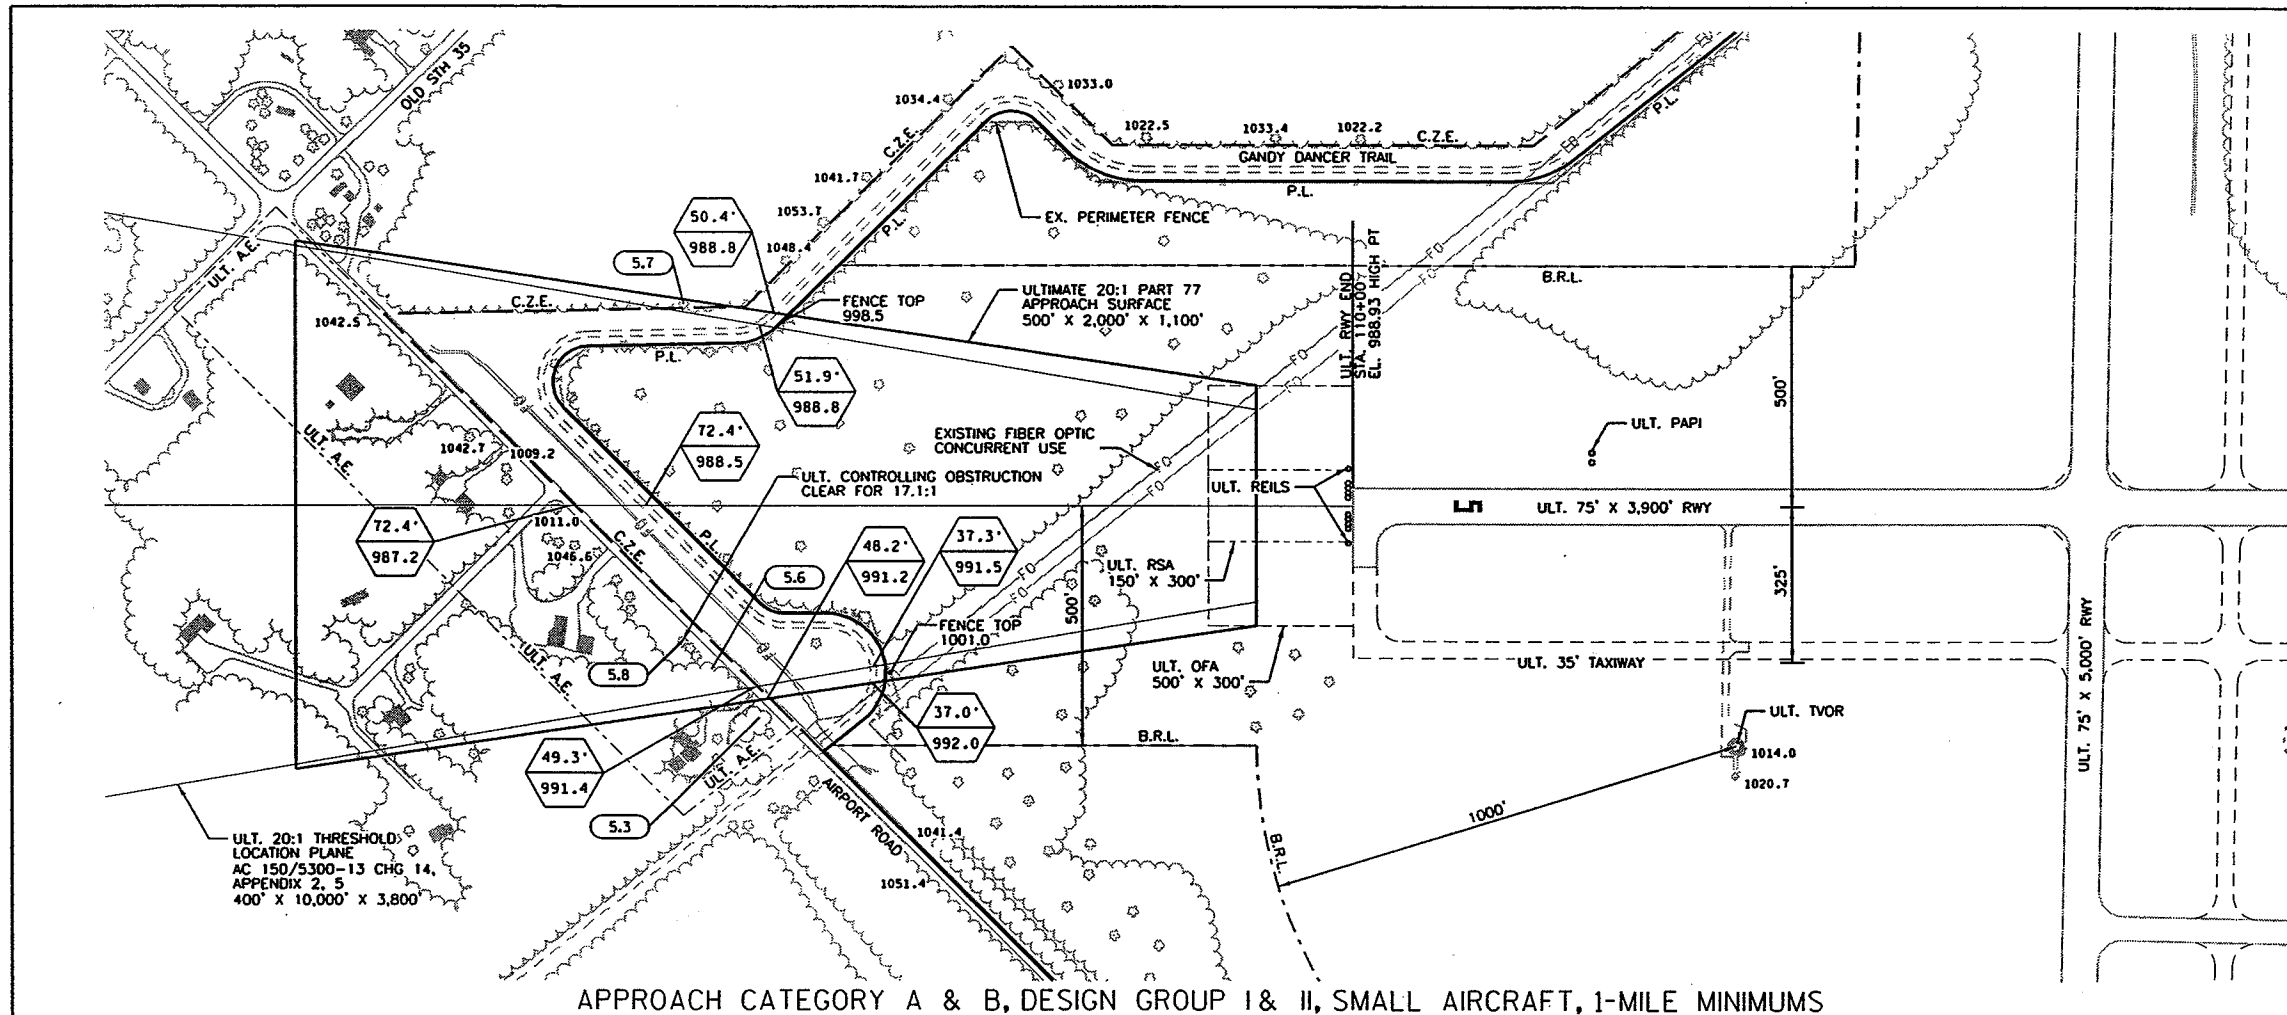 OLD STH 35
1034.4
1033.0
C.Z.E.
1022.5
1033.4
1022.2
C.Z.E.
GANDY DANCER TRAIL
P.L.
P.L.
1041.7
1053.7
P.L.
EX. PERIMETER FENCE
50.4'
988.8
1048.4
5.7
ULT. A.E.
C.Z.E.
FENCE TOP
998.5
ULTIMATE 20:1 PART 77
APPROACH SURFACE
500' X 2,000' X 1,100'
ULT. RWY END
STA. 110+00
EL. 988.93 HIGH PT
FO
FO
B.R.L.
1042.5
P.L.
51.9'
988.8
FO
FO
500'
ULT. A.E.
1042.7
1009.2
72.4'
988.5
EXISTING FIBER OPTIC
CONCURRENT USE
ULT. PAPI
ULT. CONTROLLING OBSTRUCTION
CLEAR FOR 17.1:1
FO
FO
ULT. REILS
ULT. 75' X 3,900' RWY
72.4'
987.2
1011.0
1046.6
C.Z.E.
P.L.
48.2'
991.2
37.3'
991.5
5.6
FO
FO
500'
ULT. RSA
150' X 300'
325'
FENCE TOP
1001.0
ULT. A.E.
5.8
ULT. OFA
500' X 300'
ULT. 35' TAXIWAY
ULT. 75' X 5,000' RWY
37.0'
992.0
B.R.L.
ULT. TVOR
1014.0
1020.7
49.3'
991.4
ULT. A.E.
5.3
AIRPORT ROAD
1041.4
1051.4
1000'
B.R.L.
ULT. 20:1 THRESHOLD
LOCATION PLANE
AC 150/5300-13 CHG 14,
APPENDIX 2, 5
400' X 10,000' X 3,800'
APPROACH CATEGORY A & B, DESIGN GROUP I & II, SMALL AIRCRAFT, 1-MILE MINIMUMS